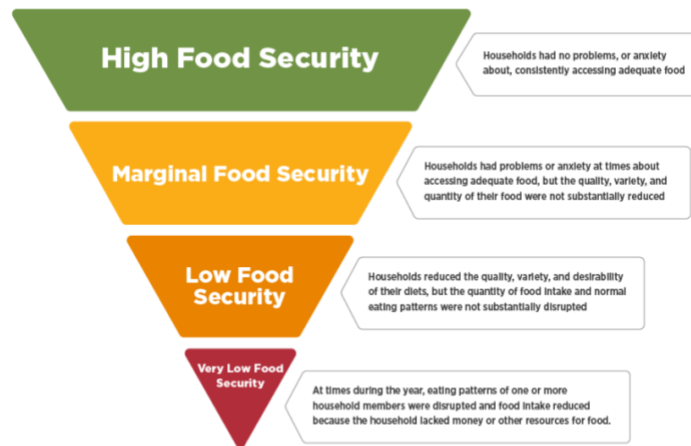 High Food Security
Households had no problems, or anxiety
about, consistently accessing adequate food
Marginal Food Security
Households had problems or anxiety at times about
accessing adequate food, but the quality, variety, and
quantity of their food were not substantially reduced
Low Food
Security
Households reduced the quality, variety, and desirability
of their diets, but the quantity of food intake and normal
eating patterns were not substantially disrupted
Very Low Food
Security
At times during the year, eating patterns of one or more
household members were disrupted and food intake reduced
because the household lacked money or other resources for food.